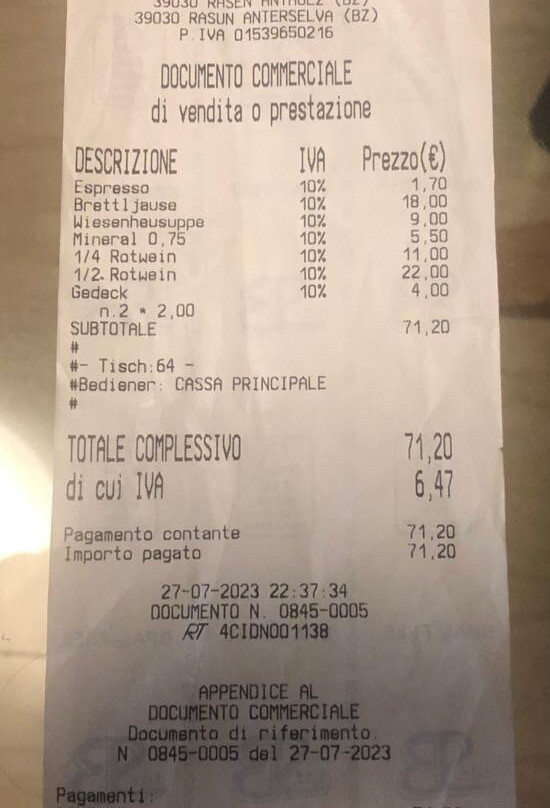 39030 RASEN ANTHOLZ (BZ)
39030 RASUN ANTERSELVA (BZ)
P.IVA 01539650216
DOCUMENTO COMMERCIALE
di vendita o prestazione
DESCRIZIONE IVA Prezzo(€)
Espresso 10% 1,70
Brettljause 10% 18,00
Wiesenheusuppe 10% 9,00
Mineral 0,75 10% 5,50
1/4 Rotwein 10% 11,00
1/2 Rotwein 10% 22,00
Gedeck 10% 4,00
n.2 * 2,00
SUBTOTALE 71,20
#
#- Tisch:64 -
#Bediener: CASSA PRINCIPALE
#
TOTALE COMPLESSIVO 71,20
di cui IVA 6,47
Pagamento contante 71,20
Importo pagato 71,20
27-07-2023 22:37:34
DOCUMENTO N. 0845-0005
RT 4CIDN001138
APPENDICE AL
DOCUMENTO COMMERCIALE
Documento di riferimento:
N 0845-0005 del 27-07-2023
Pagamenti: